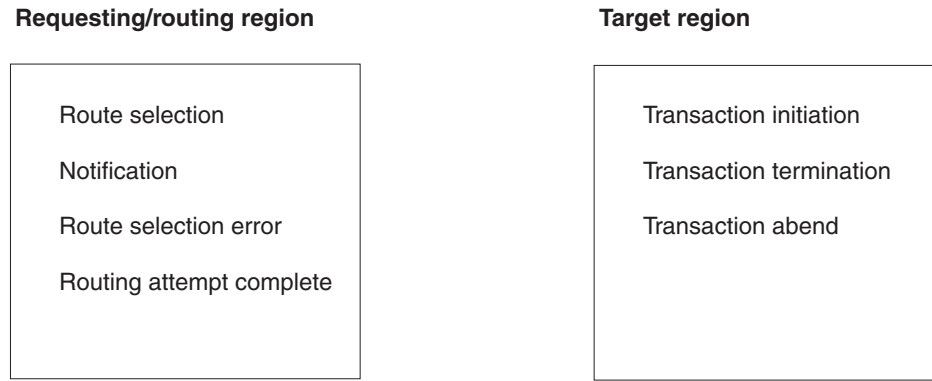 Requesting/routing region
Route selection
Notification
Route selection error
Routing attempt complete
Target region
Transaction initiation
Transaction termination
Transaction abend